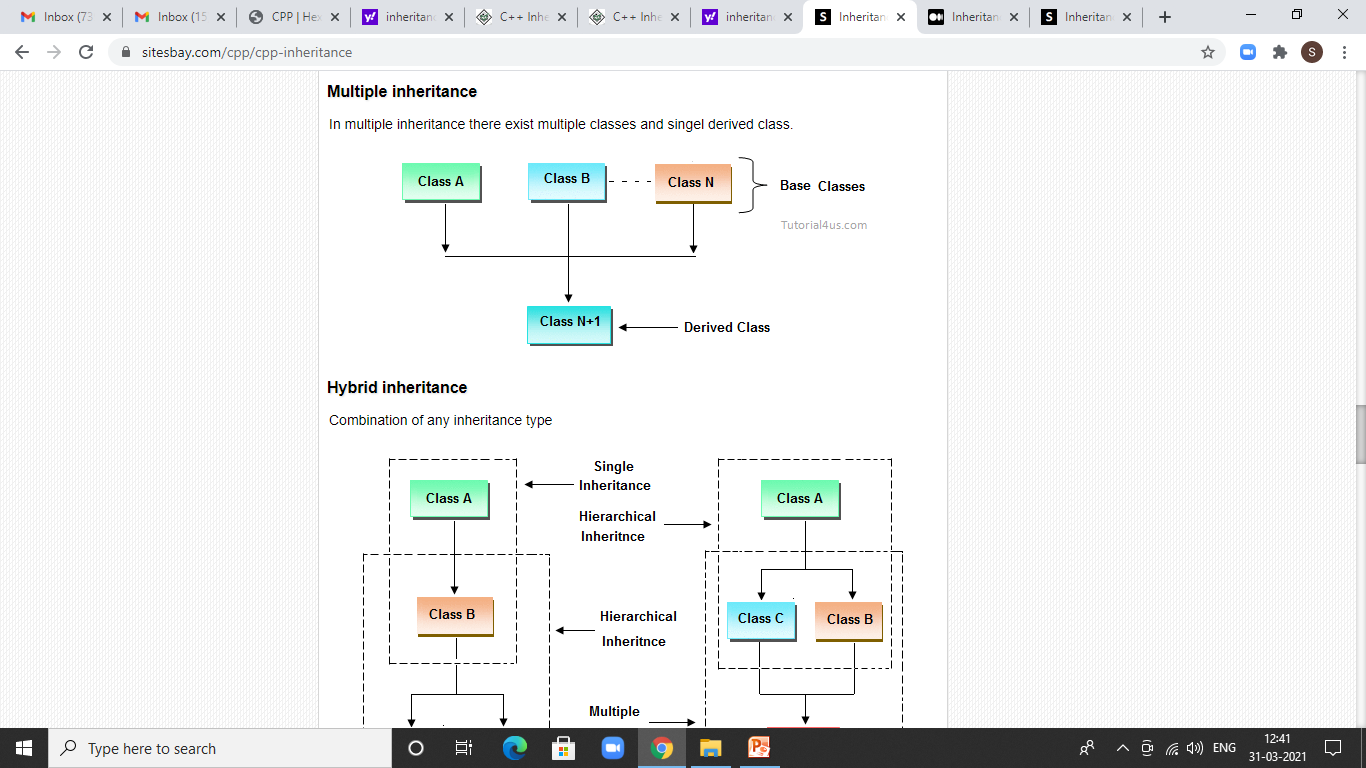 Inbox (73
Inbox (15
CPP | Hex
inheritan
C++ Inhe
C++ Inhe
inheritan
Inheritan
Inheritan
Inheritan
sitesbay.com/cpp/cpp-inheritance
S
Multiple inheritance
In multiple inheritance there exist multiple classes and singel derived class.
Class A
Class B
Class N
Base Classes
Tutorial4us.com
Class N+1
Derived Class
Hybrid inheritance
Combination of any inheritance type
Single
Inheritance
Class A
Class A
Hierarchical
Inheritnce
Class B
Hierarchical
Inheritnce
Class C
Class B
Multiple
Type here to search
ENG
12:41
31-03-2021